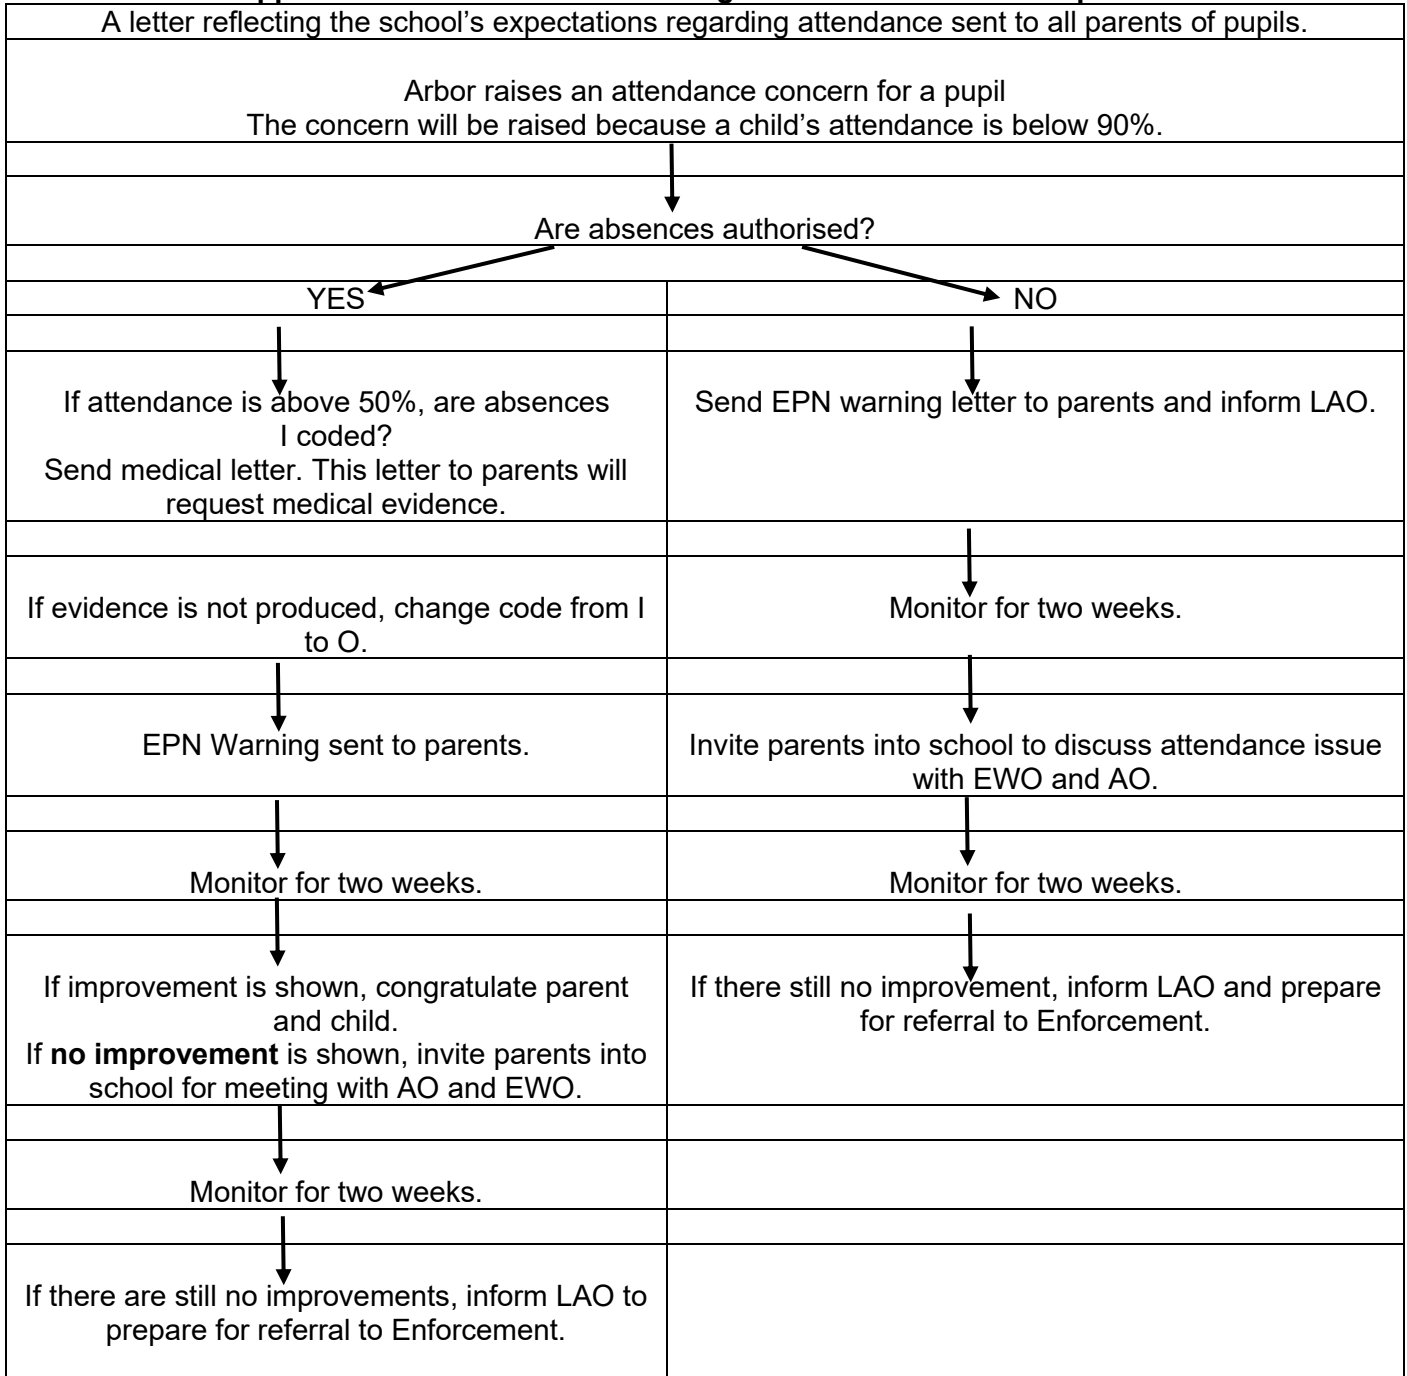 A letter reflecting the school's expectations regarding attendance sent to all parents of pupils.
Arbor raises an attendance concern for a pupil
The concern will be raised because a child's attendance is below 90%.
Are absences authorised?
YES
NO
If attendance is above 50%, are absences
I coded?
Send medical letter. This letter to parents will
request medical evidence.
Send EPN warning letter to parents and inform LAO.
If evidence is not produced, change code from I
to O.
Monitor for two weeks.
EPN Warning sent to parents.
Invite parents into school to discuss attendance issue
with EWO and AO.
Monitor for two weeks.
Monitor for two weeks.
If improvement is shown, congratulate parent
and child.
If no improvement is shown, invite parents into
school for meeting with AO and EWO.
If there still no improvement, inform LAO and prepare
for referral to Enforcement.
Monitor for two weeks.
If there are still no improvements, inform LAO to
prepare for referral to Enforcement.